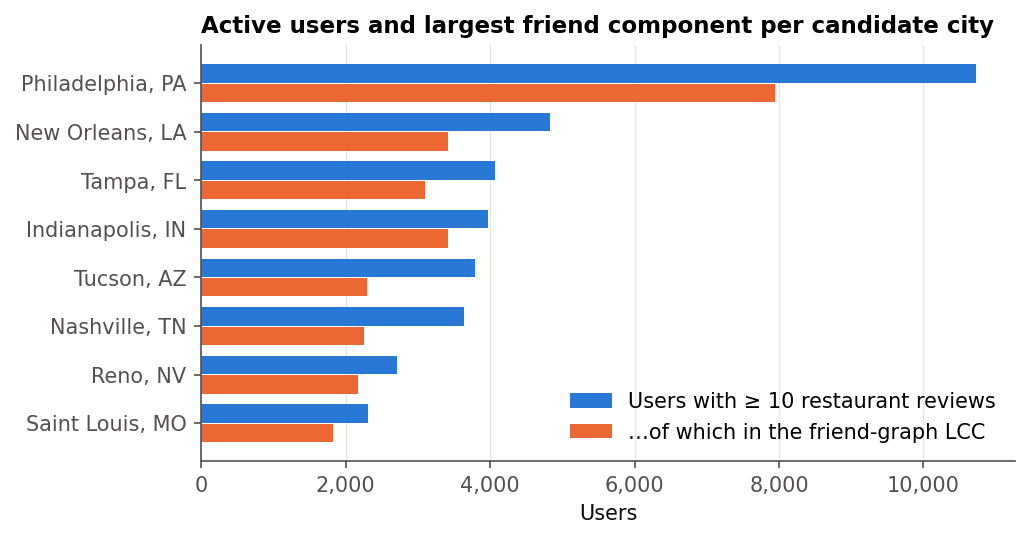 Active users and largest friend component per candidate city
Philadelphia, PA
New Orleans, LA
Tampa, FL
Indianapolis, IN
Tucson, AZ
Nashville, TN
Reno, NV
Saint Louis, MO
Users with ≥ 10 restaurant reviews
...of which in the friend-graph LCC
0 2,000 4,000 6,000 8,000 10,000
Users